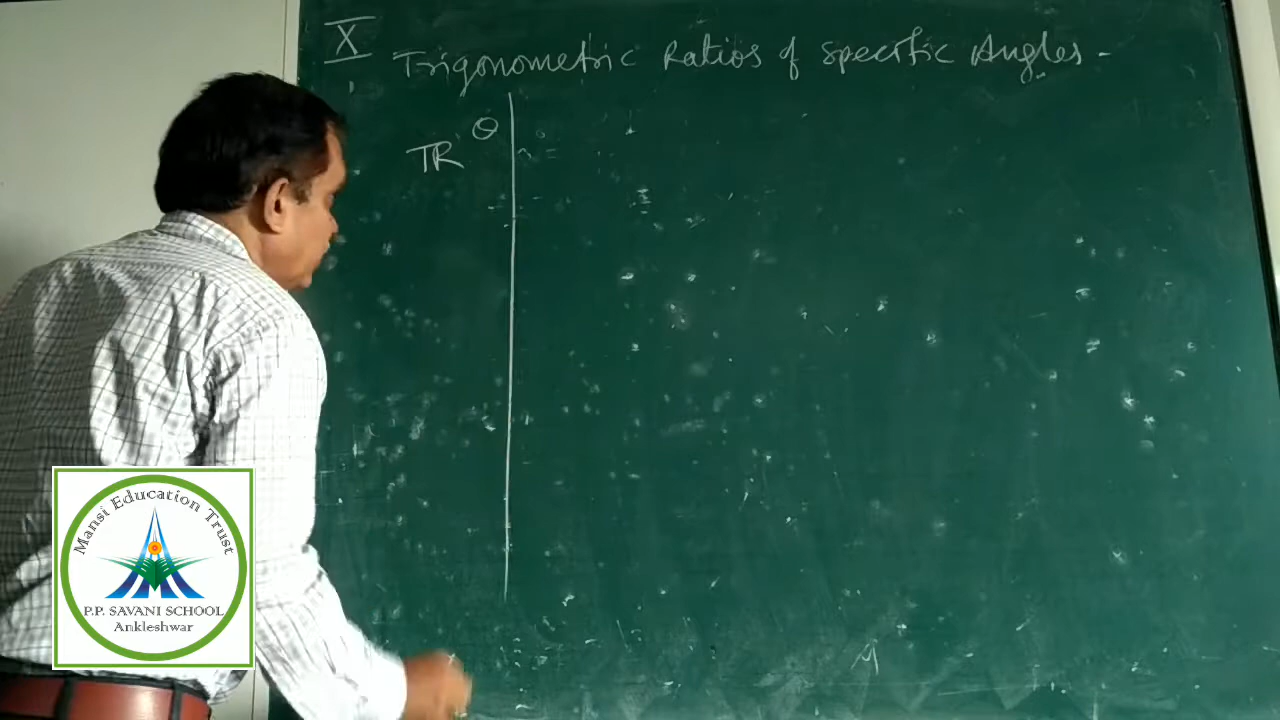 X
Trigonometric Ratios of Specific Angles -
θ
TR
Mansi Education Trust
P.P. SAVANI SCHOOL
Ankleshwar